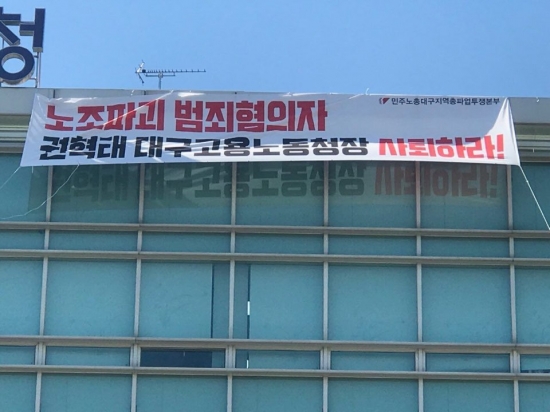 청
민주노총대구지역총파업투쟁본부
노조파괴 범죄혐의자
권혁태 대구고용노동청장 사퇴하라!